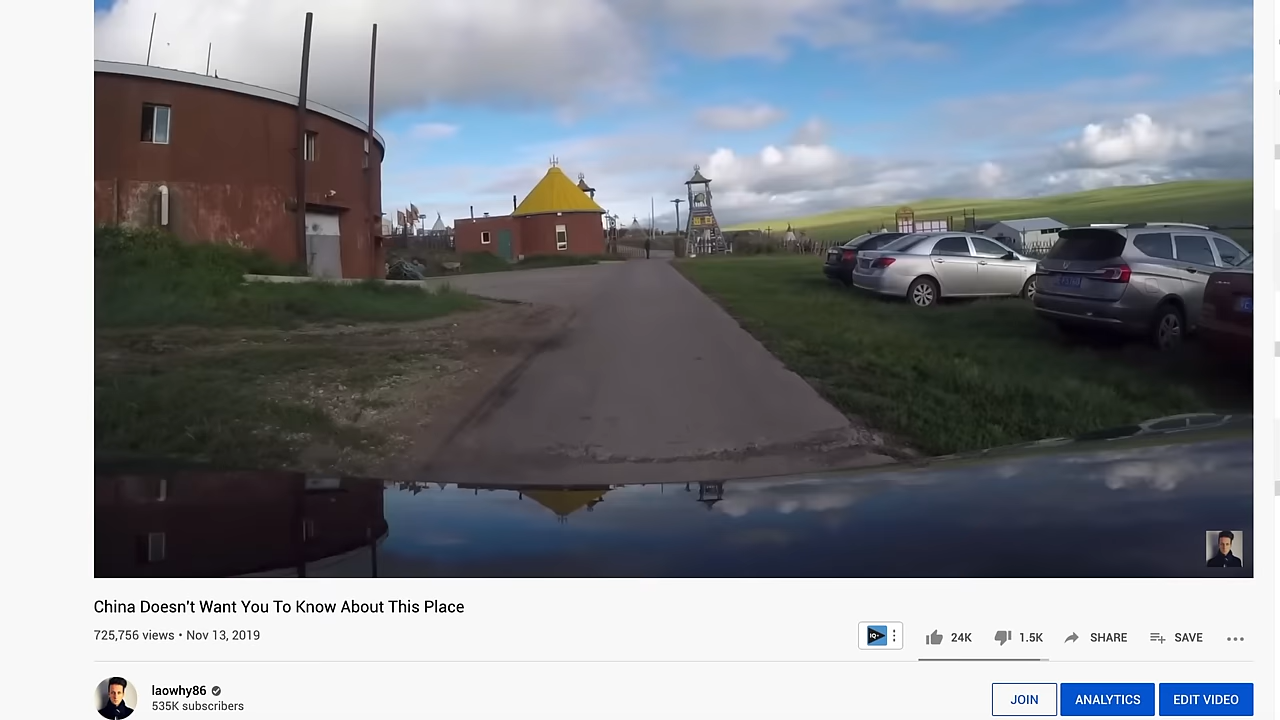 China Doesn't Want You To Know About This Place
725,756 views • Nov 13, 2019
IQ+
24K
1.5K
SHARE
SAVE
laowhy86
535K subscribers
JOIN
ANALYTICS
EDIT VIDEO